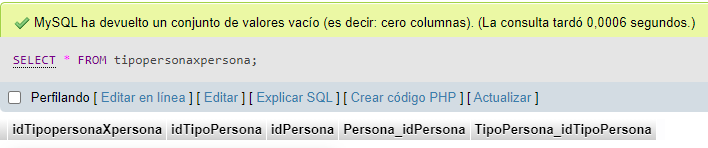 MySQL ha devuelto un conjunto de valores vacío (es decir: cero columnas). (La consulta tardó 0,0006 segundos.)
SELECT * FROM tipopersonaxpersona;
Perfilando [ Editar en línea ] [ Editar ] [ Explicar SQL ] [ Crear código PHP ] [ Actualizar ]
idTipopersonaXpersona idTipoPersona idPersona Persona_idPersona TipoPersona_idTipoPersona